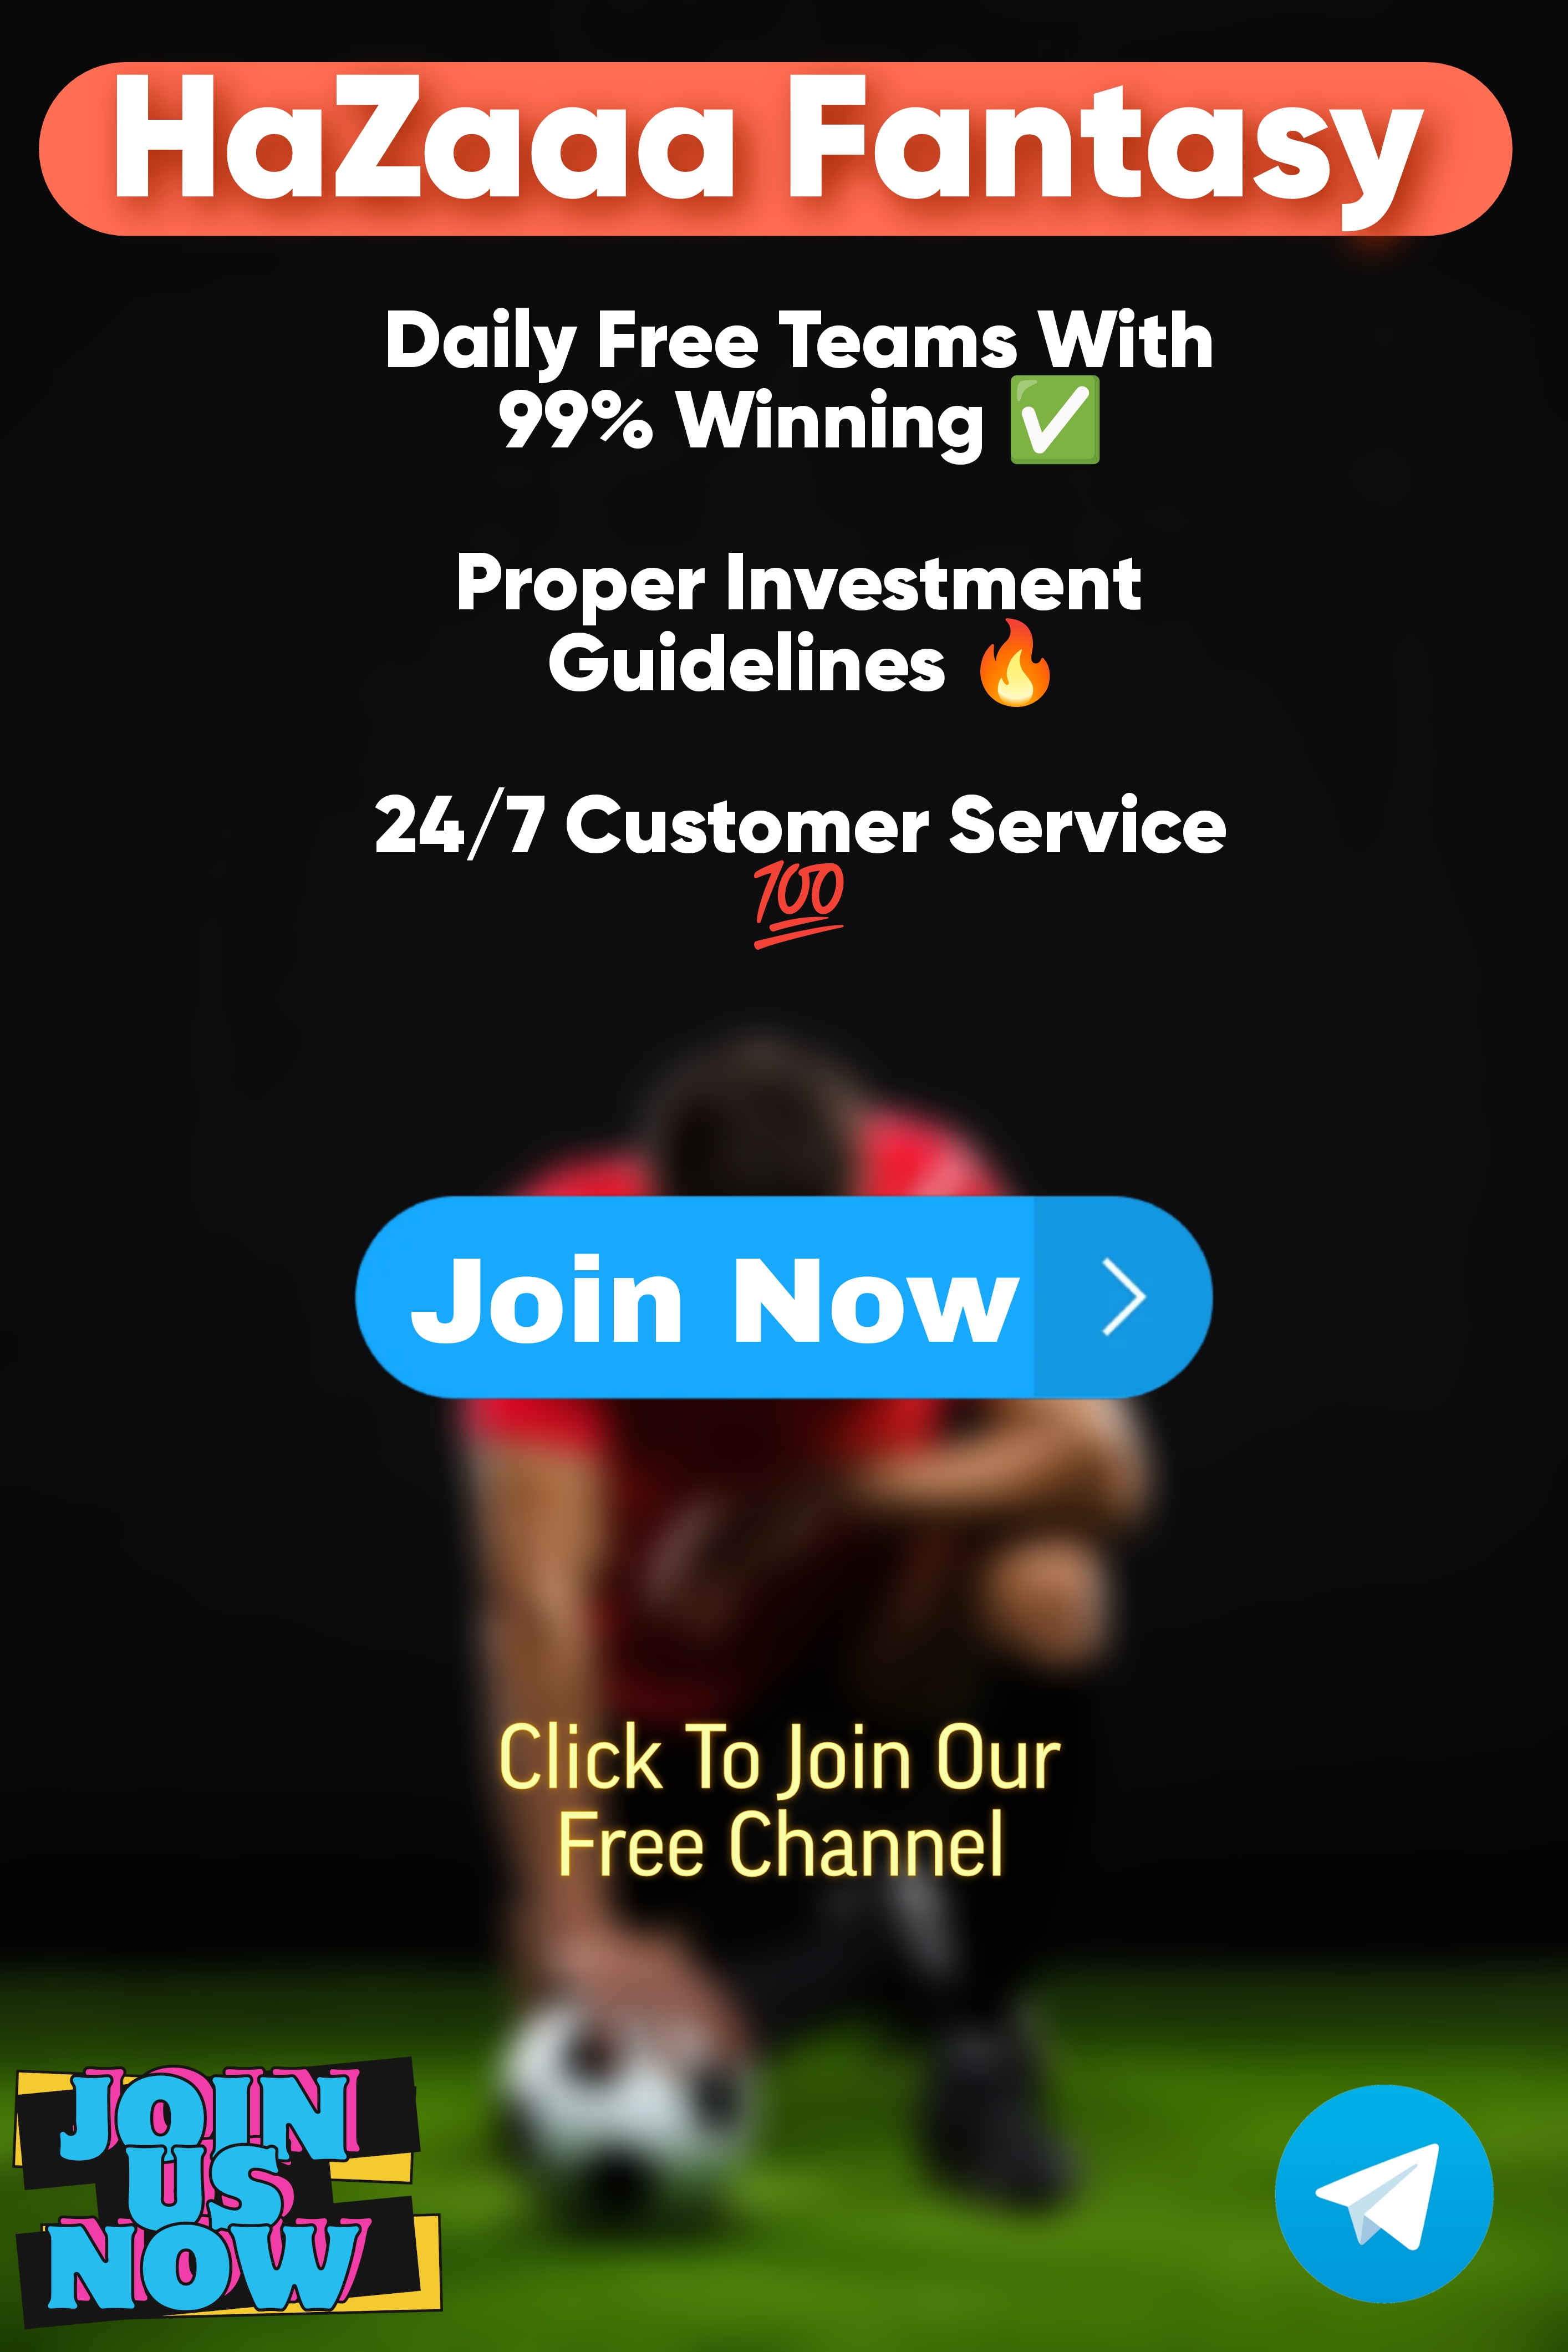 HaZaaa Fantasy
Daily Free Teams With
99% Winning ✅
Proper Investment
Guidelines 🔥
24/7 Customer Service
💯
Join Now
Click To Join Our
Free Channel
JOIN
US
NOW